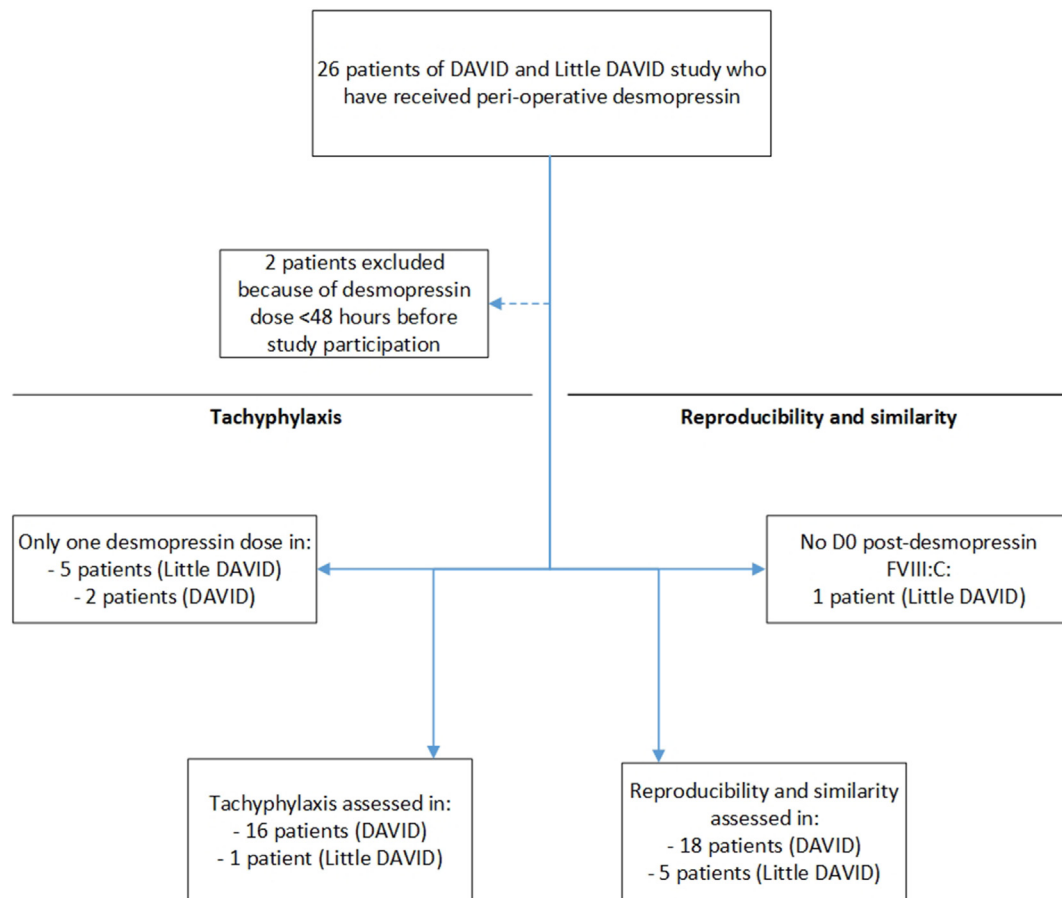 26 patients of DAVID and Little DAVID study who
have received peri-operative desmopressin
2 patients excluded
because of desmopressin
dose <48 hours before
study participation
Tachyphylaxis
Reproducibility and similarity
Only one desmopressin dose in:
- 5 patients (Little DAVID)
- 2 patients (DAVID)
No D0 post-desmopressin
FVIII:C:
1 patient (Little DAVID)
Tachyphylaxis assessed in:
- 16 patients (DAVID)
- 1 patient (Little DAVID)
Reproducibility and similarity
assessed in:
- 18 patients (DAVID)
- 5 patients (Little DAVID)